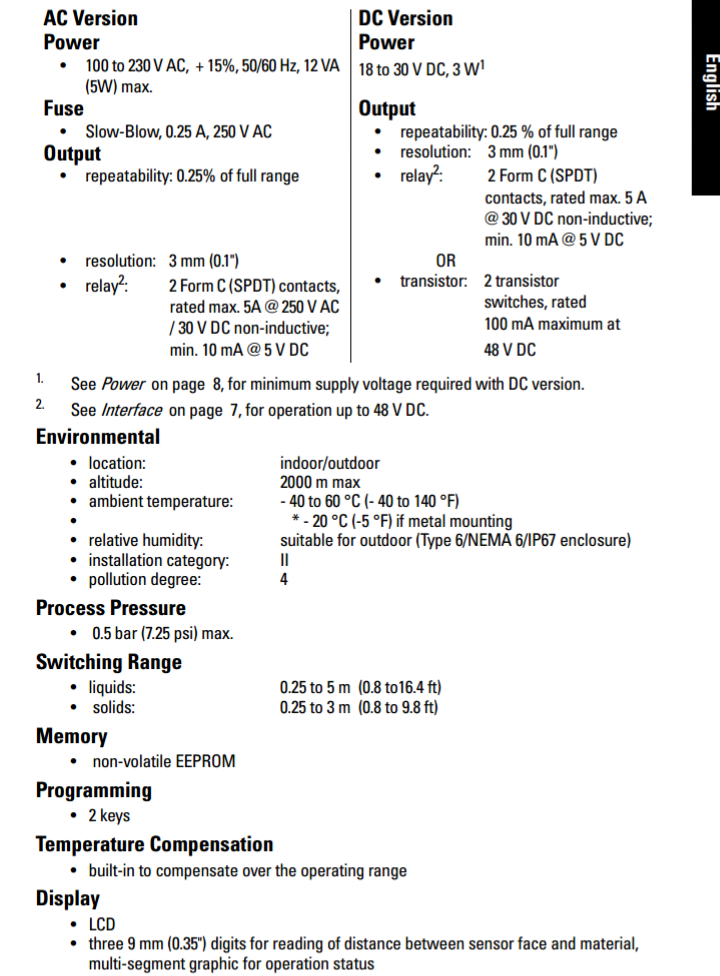 AC Version
Power
• 100 to 230 V AC, + 15%, 50/60 Hz, 12 VA
(5W) max.
Fuse
• Slow-Blow, 0.25 A, 250 V AC
Output
• repeatability: 0.25% of full range
• resolution: 3 mm (0.1")
• relay2: 2 Form C (SPDT) contacts,
rated max. 5A @ 250 V AC
/ 30 V DC non-inductive;
min. 10 mA @ 5 V DC
DC Version
Power
18 to 30 V DC, 3 W1
Output
• repeatability: 0.25 % of full range
• resolution: 3 mm (0.1")
• relay2: 2 Form C (SPDT)
contacts, rated max. 5 A
@ 30 V DC non-inductive;
min. 10 mA @ 5 V DC
OR
• transistor: 2 transistor
switches, rated
100 mA maximum at
48 V DC
English
1. See Power on page 8, for minimum supply voltage required with DC version.
2. See Interface on page 7, for operation up to 48 V DC.
Environmental
• location: indoor/outdoor
• altitude: 2000 m max
• ambient temperature: - 40 to 60 °C (- 40 to 140 °F)
• * - 20 °C (-5 °F) if metal mounting
• relative humidity: suitable for outdoor (Type 6/NEMA 6/IP67 enclosure)
• installation category: II
• pollution degree: 4
Process Pressure
• 0.5 bar (7.25 psi) max.
Switching Range
• liquids: 0.25 to 5 m (0.8 to16.4 ft)
• solids: 0.25 to 3 m (0.8 to 9.8 ft)
Memory
• non-volatile EEPROM
Programming
• 2 keys
Temperature Compensation
• built-in to compensate over the operating range
Display
• LCD
• three 9 mm (0.35") digits for reading of distance between sensor face and material,
multi-segment graphic for operation status